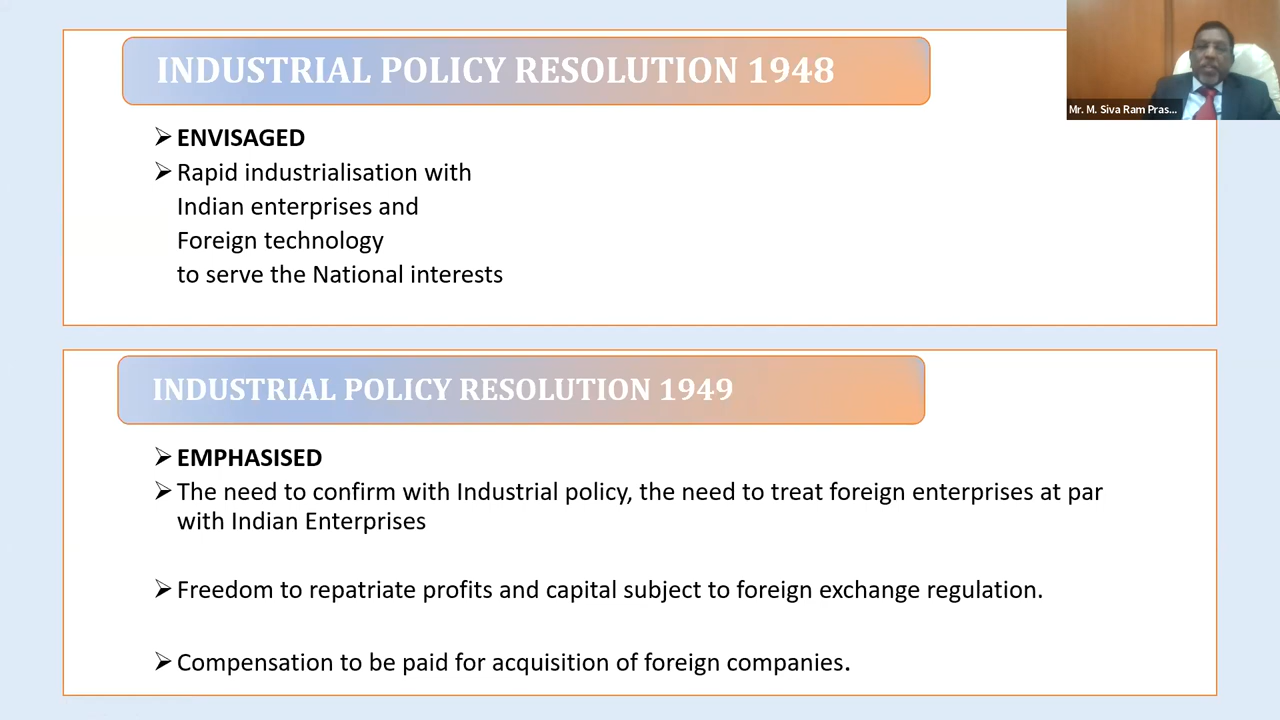 INDUSTRIAL POLICY RESOLUTION 1948
Mr. M. Siva Ram Pras...
➢ ENVISAGED
➢ Rapid industrialisation with
Indian enterprises and
Foreign technology
to serve the National interests
INDUSTRIAL POLICY RESOLUTION 1949
➢ EMPHASISED
➢ The need to confirm with Industrial policy, the need to treat foreign enterprises at par
with Indian Enterprises
➢ Freedom to repatriate profits and capital subject to foreign exchange regulation.
➢ Compensation to be paid for acquisition of foreign companies.